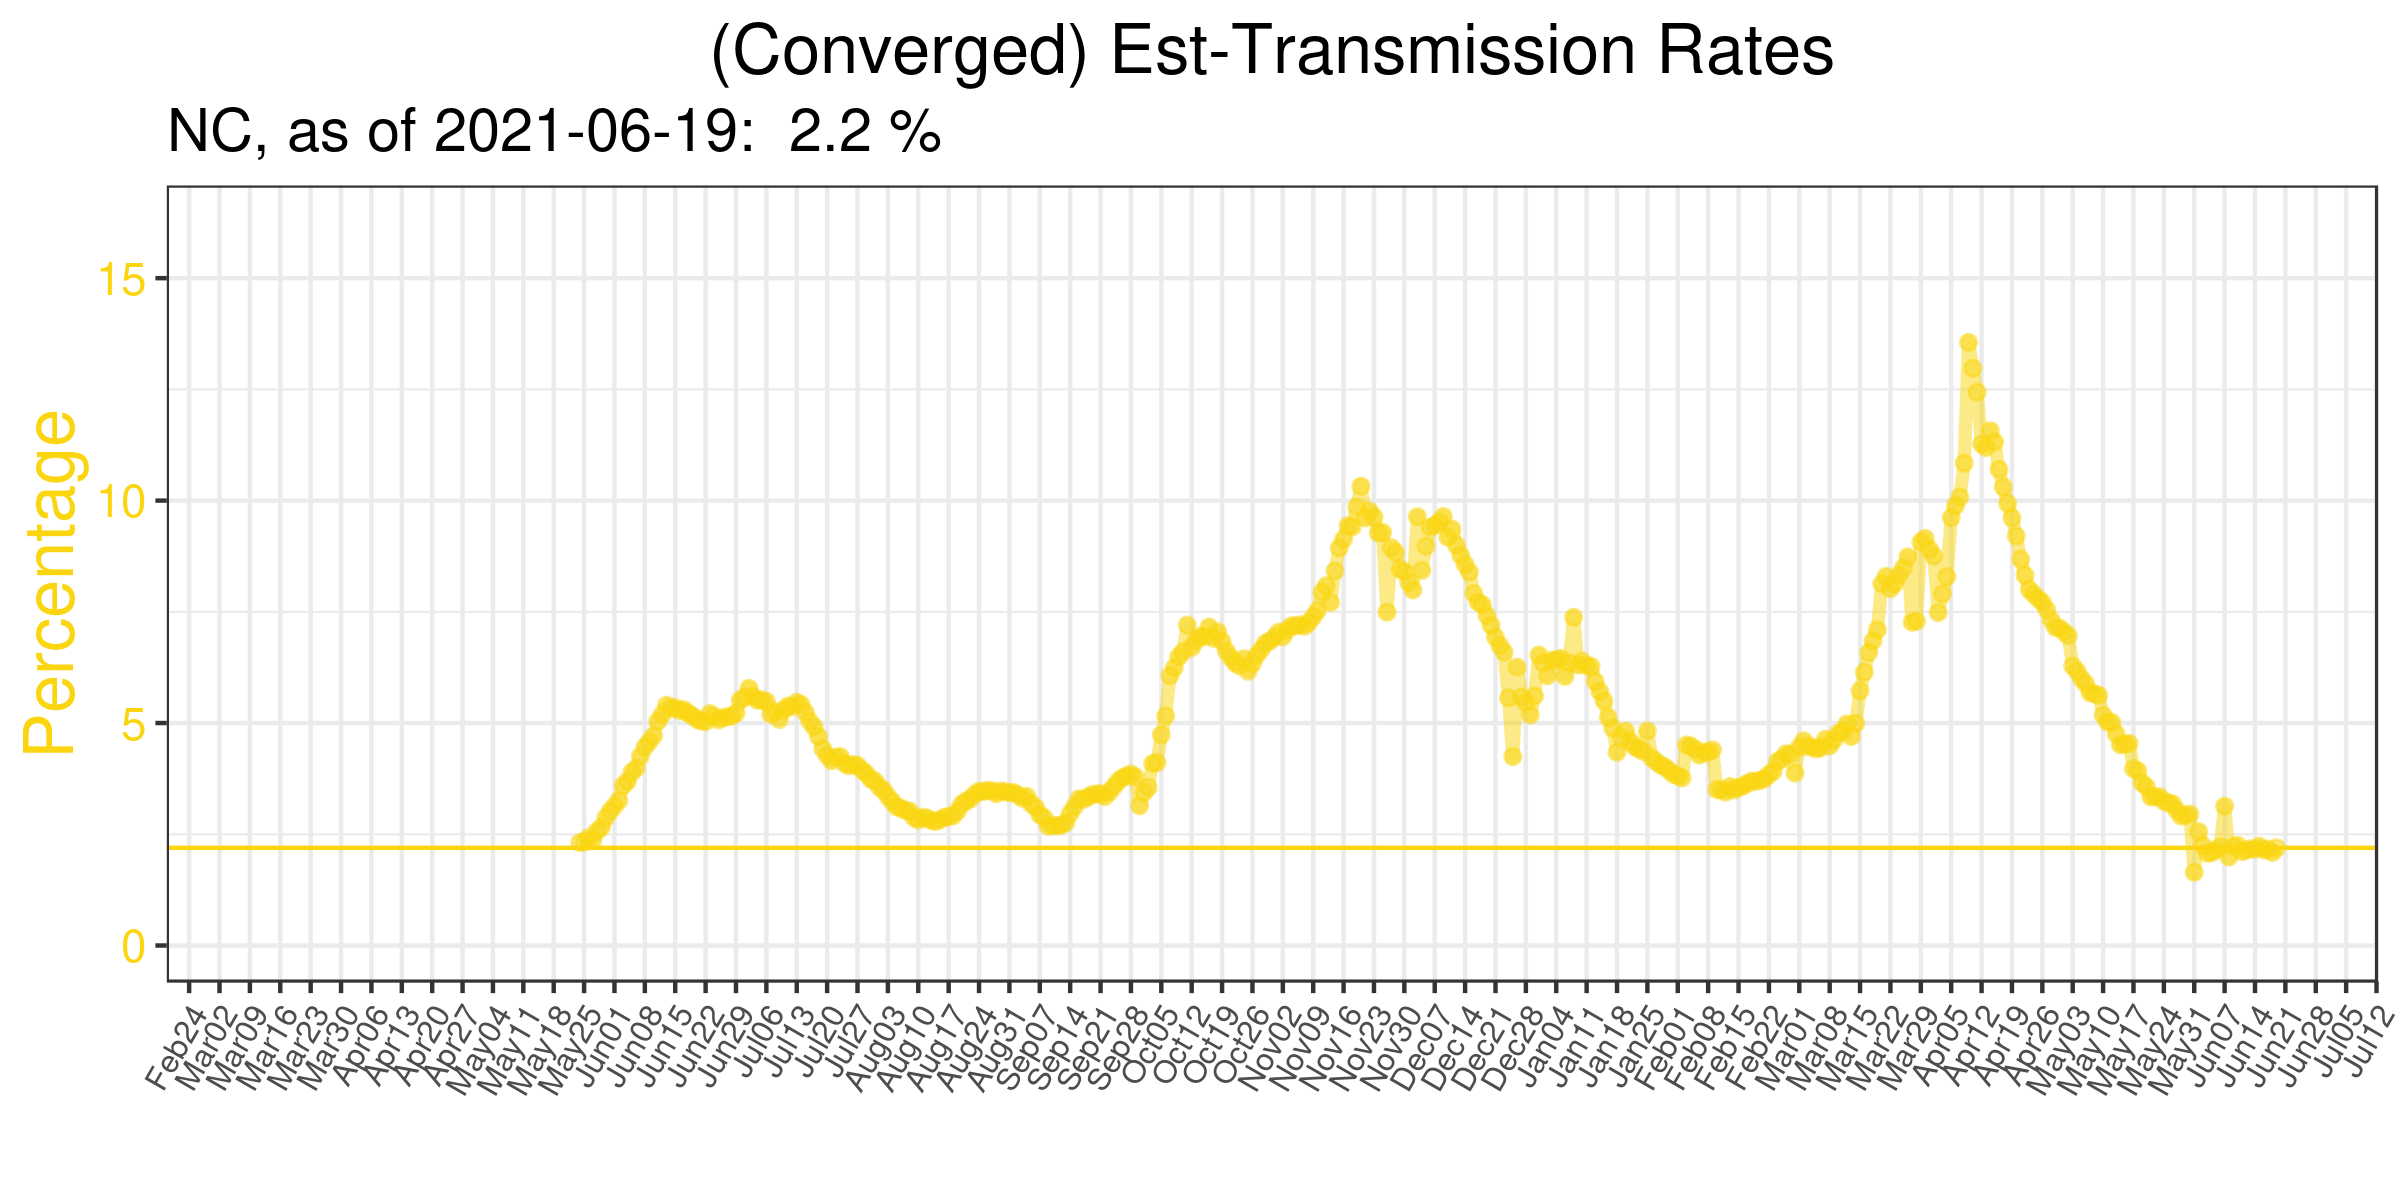 (Converged) Est-Transmission Rates
NC, as of 2021-06-19: 2.2 %
Percentage
15
10
5
0
Feb24
Mar02
Mar09
Mar16
Mar23
Mar30
Apr06
Apr13
Apr20
Apr27
May04
May11
May18
May25
Jun01
Jun08
Jun15
Jun22
Jun29
Jul06
Jul13
Jul20
Jul27
Aug03
Aug10
Aug17
Aug24
Aug31
Sep07
Sep14
Sep21
Sep28
Oct05
Oct12
Oct19
Oct26
Nov02
Nov09
Nov16
Nov23
Nov30
Dec07
Dec14
Dec21
Dec28
Jan04
Jan11
Jan18
Jan25
Feb01
Feb08
Feb15
Feb22
Mar01
Mar08
Mar15
Mar22
Mar29
Apr05
Apr12
Apr19
Apr26
May03
May10
May17
May24
May31
Jun07
Jun14
Jun21
Jun28
Jul05
Jul12